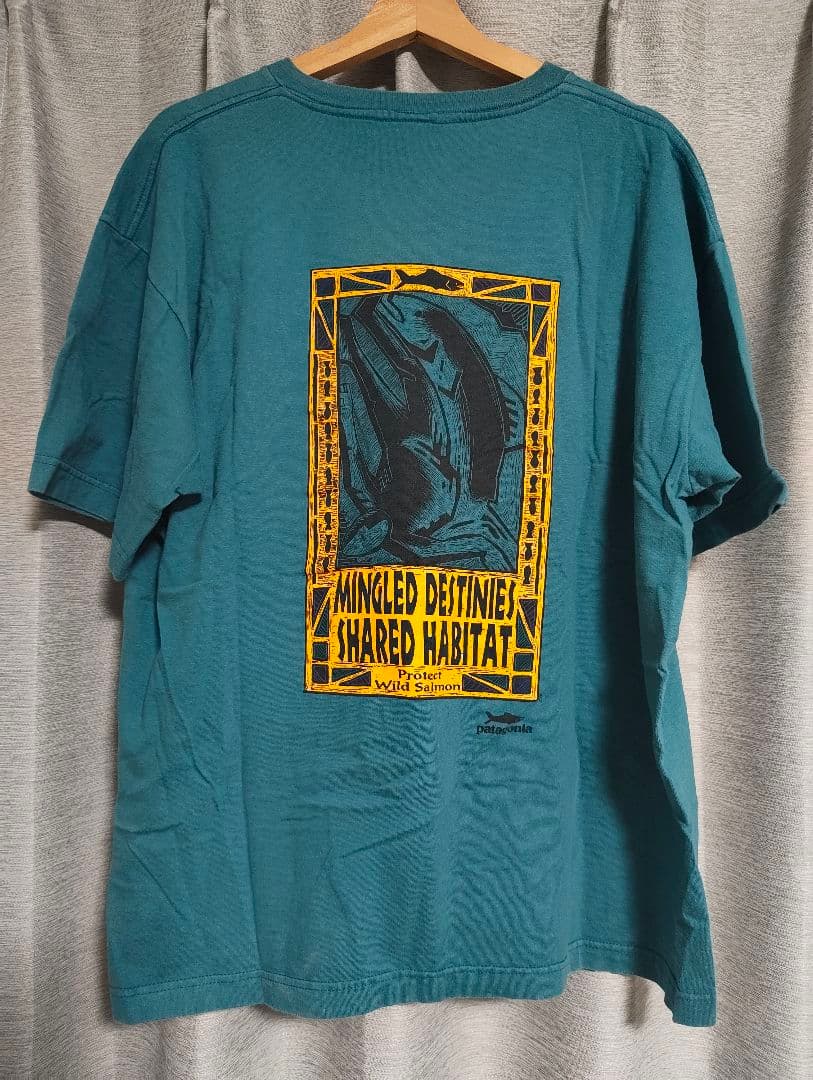 MINGLED DESTINIES
SHARED HABITAT
Protect
Wild Salmon
patagonia